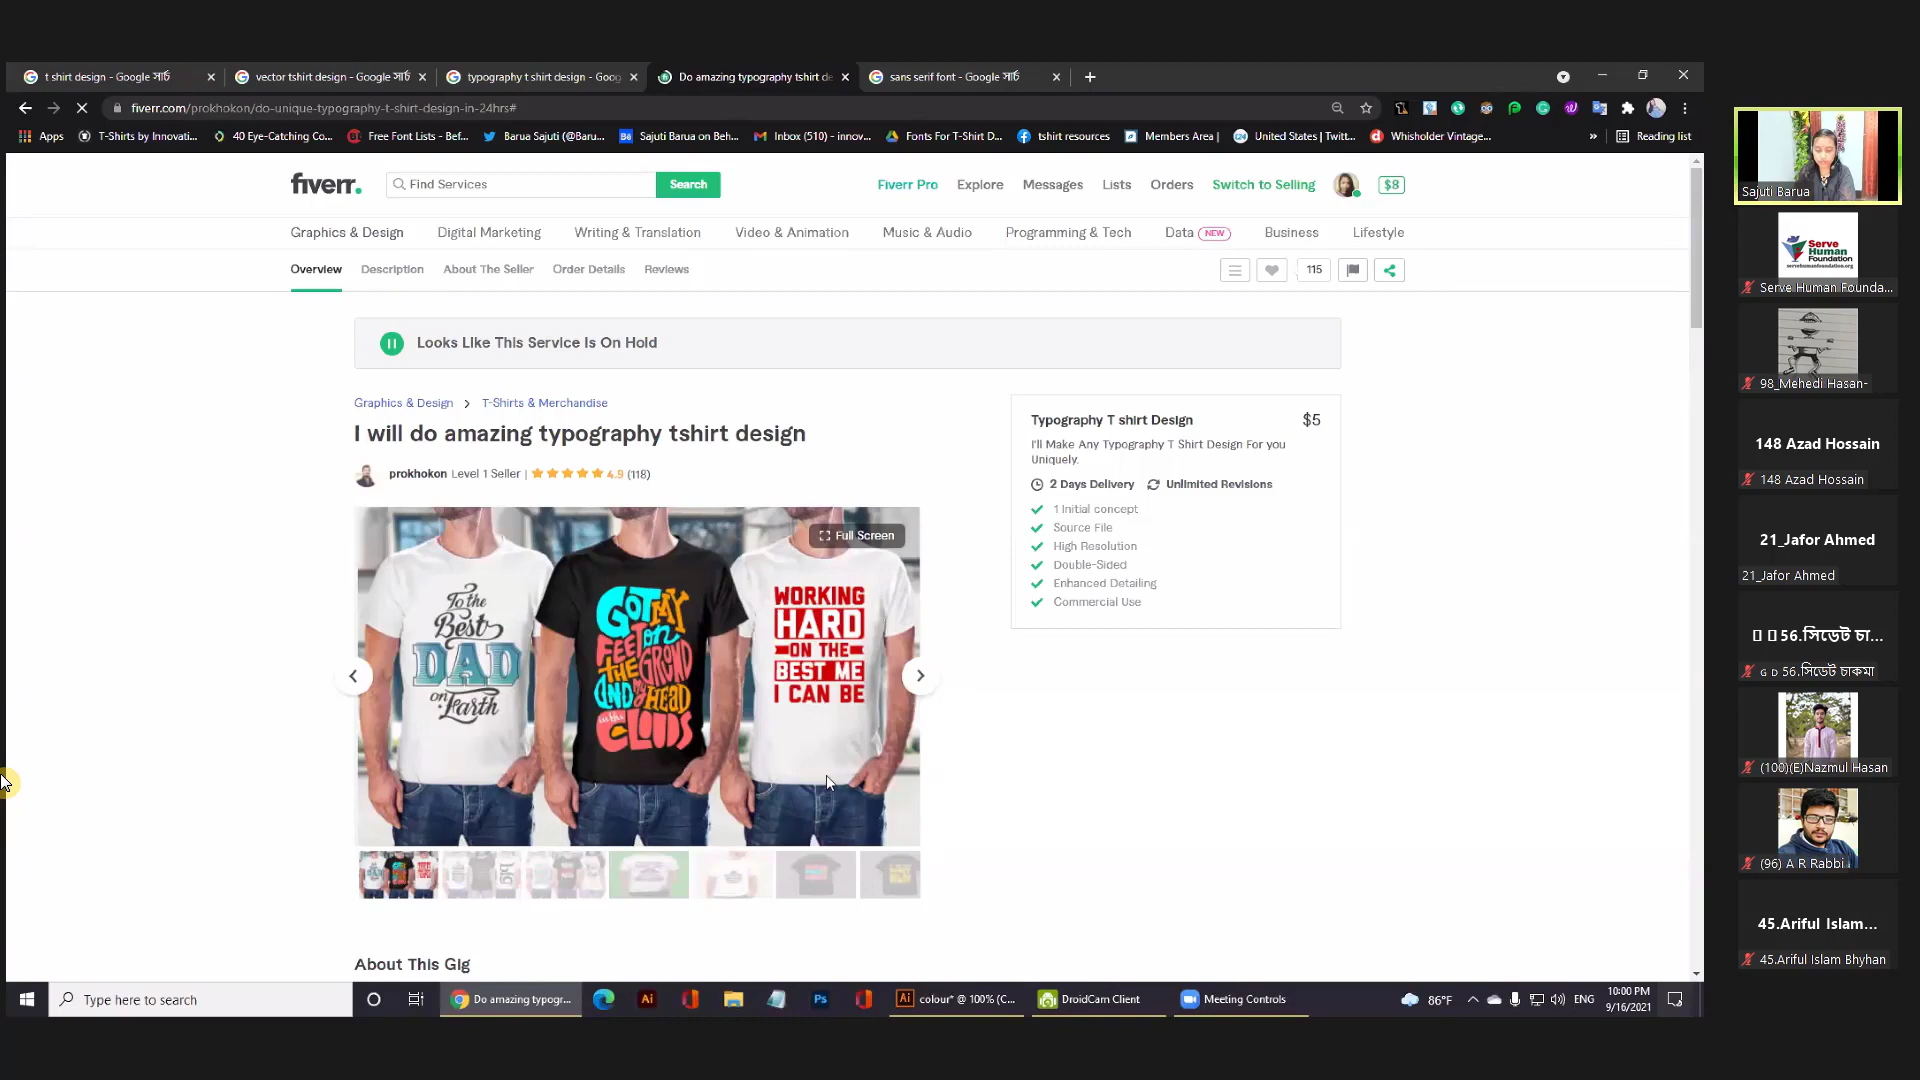 t shirt design - Google সার্চ
vector tshirt design - Google সার্চ
typography t shirt design - Goog
Do amazing typography tshirt de
sans serif font - Google সার্চ
fiverr.com/prokhokon/do-unique-typography-t-shirt-design-in-24hrs#
Apps
T-Shirts by Innovati...
40 Eye-Catching Co...
Free Font Lists - Bef...
Barua Sajuti (@Baru...
Sajuti Barua on Beh...
Inbox (510) - innov...
Fonts For T-Shirt D...
tshirt resources
Members Area |
United States | Twitt...
Whisholder Vintage...
»
Reading list
fiverr.
Find Services
Search
Fiverr Pro
Explore
Messages
Lists
Orders
Switch to Selling
$8
Graphics & Design
Digital Marketing
Writing & Translation
Video & Animation
Music & Audio
Programming & Tech
Data NEW
Business
Lifestyle
Overview
Description
About The Seller
Order Details
Reviews
115
Looks Like This Service Is On Hold
Graphics & Design > T-Shirts & Merchandise
I will do amazing typography tshirt design
prokhokon Level 1 Seller | 4.9 (118)
Full Screen
To the
Best
DAD
on Earth
GOT MY
FEET on
THE GROUND
AND my HEAD
in the
CLOUDS
WORKING
HARD
ON THE
BEST ME
I CAN BE
Typography T shirt Design $5
I'll Make Any Typography T Shirt Design For you
Uniquely.
2 Days Delivery Unlimited Revisions
1 Initial concept
Source File
High Resolution
Double-Sided
Enhanced Detailing
Commercial Use
About This Gig
Type here to search
Do amazing typogr...
colour* @ 100% (C...
DroidCam Client
Meeting Controls
86°F
ENG
10:00 PM
9/16/2021
Sajuti Barua
Serve
Human
Foundation
servehumanfoundation.org
Serve Human Founda...
98_Mehedi Hasan-
148 Azad Hossain
148 Azad Hossain
21_Jafor Ahmed
21_Jafor Ahmed
56.সিডেট চা...
G D 56.সিডেট চাকমা
(100)(E)Nazmul Hasan
(96) A R Rabbi
45.Ariful Islam...
45.Ariful Islam Bhyhan